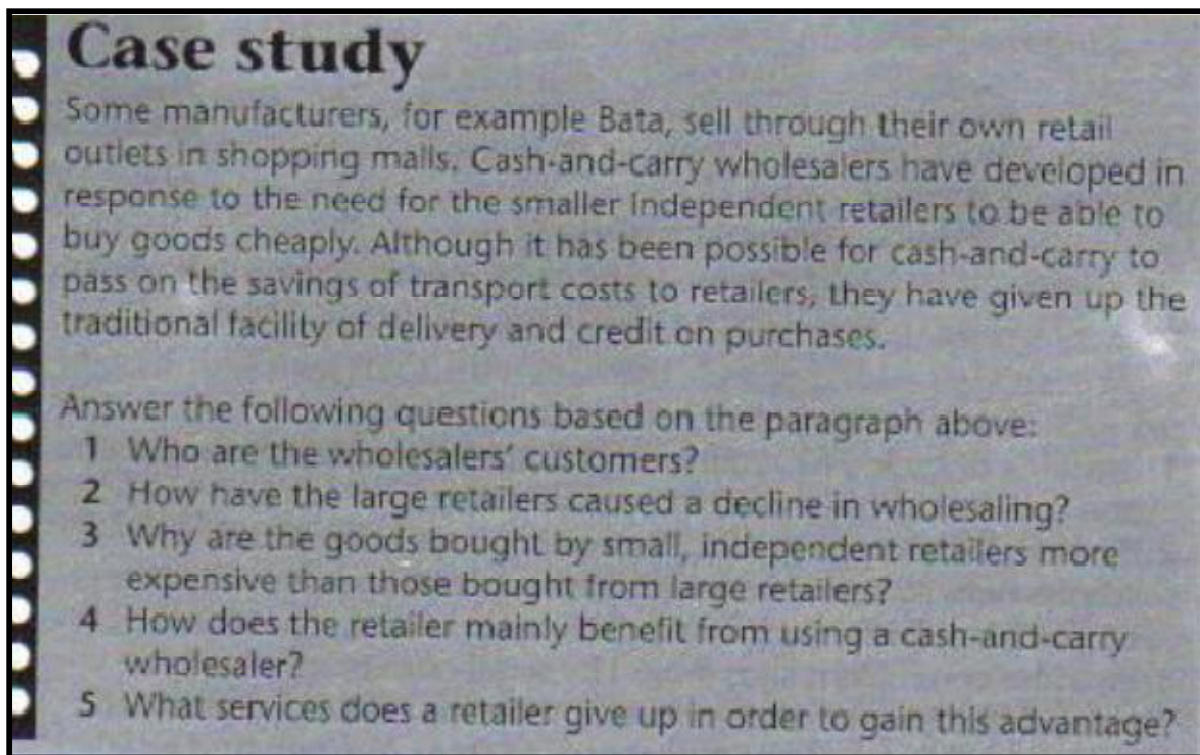 Case study
Some manufacturers, for example Bata, sell through their own retail
outlets in shopping malls. Cash-and-carry wholesalers have developed in
response to the need for the smaller independent retailers to be able to
buy goods cheaply. Although it has been possible for cash-and-carry to
pass on the savings of transport costs to retailers, they have given up the
traditional facility of delivery and credit on purchases.
Answer the following questions based on the paragraph above:
1 Who are the wholesalers' customers?
2 How have the large retailers caused a decline in wholesaling?
3 Why are the goods bought by small, independent retailers more
expensive than those bought from large retailers?
4 How does the retailer mainly benefit from using a cash-and-carry
wholesaler?
5 What services does a retailer give up in order to gain this advantage?